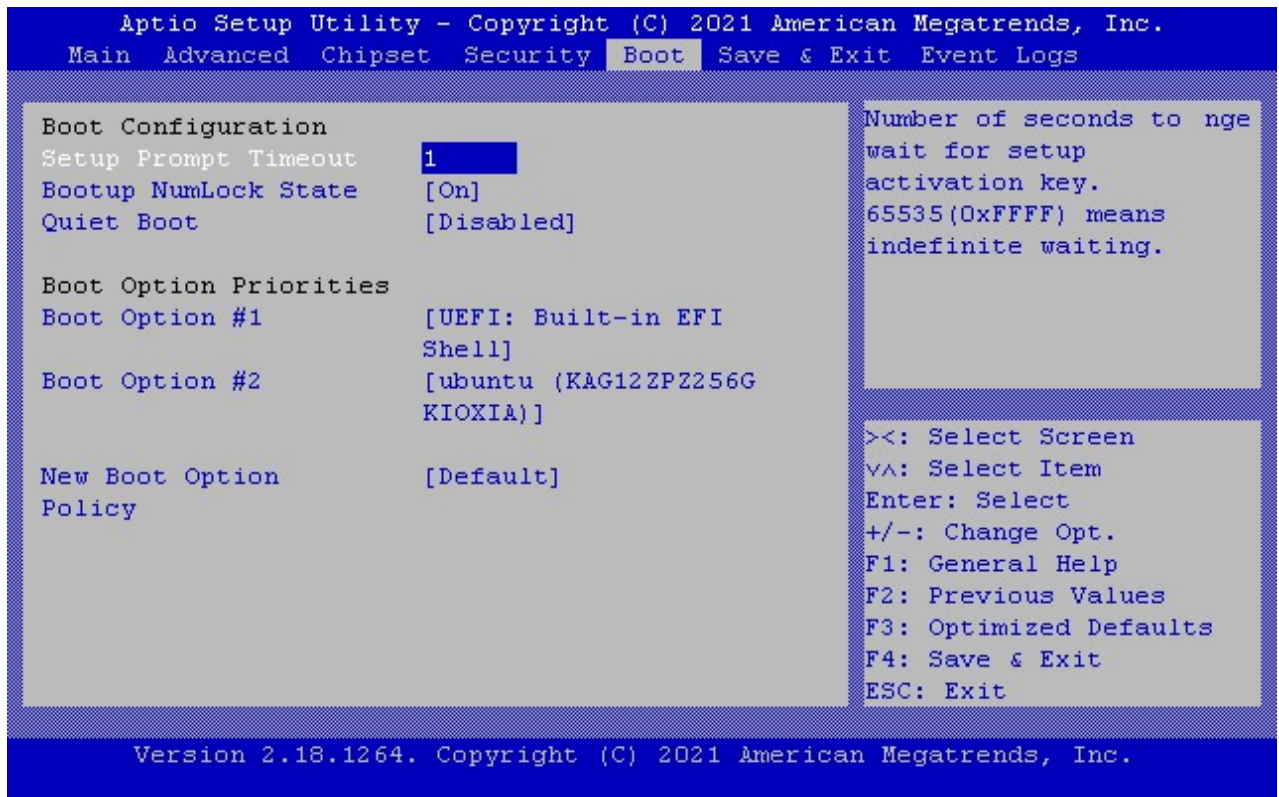 Aptio Setup Utility - Copyright (C) 2021 American Megatrends, Inc.
Main Advanced Chipset Security Boot Save & Exit Event Logs
Boot Configuration
Setup Prompt Timeout 1
Bootup NumLock State [On]
Quiet Boot [Disabled]
Boot Option Priorities
Boot Option #1 [UEFI: Built-in EFI
Shell]
Boot Option #2 [ubuntu (KAG12ZPZ256G
KIOXIA)]
New Boot Option [Default]
Policy
Number of seconds to nge
wait for setup
activation key.
65535(0xFFFF) means
indefinite waiting.
><: Select Screen
v^: Select Item
Enter: Select
+/-: Change Opt.
F1: General Help
F2: Previous Values
F3: Optimized Defaults
F4: Save & Exit
ESC: Exit
Version 2.18.1264. Copyright (C) 2021 American Megatrends, Inc.